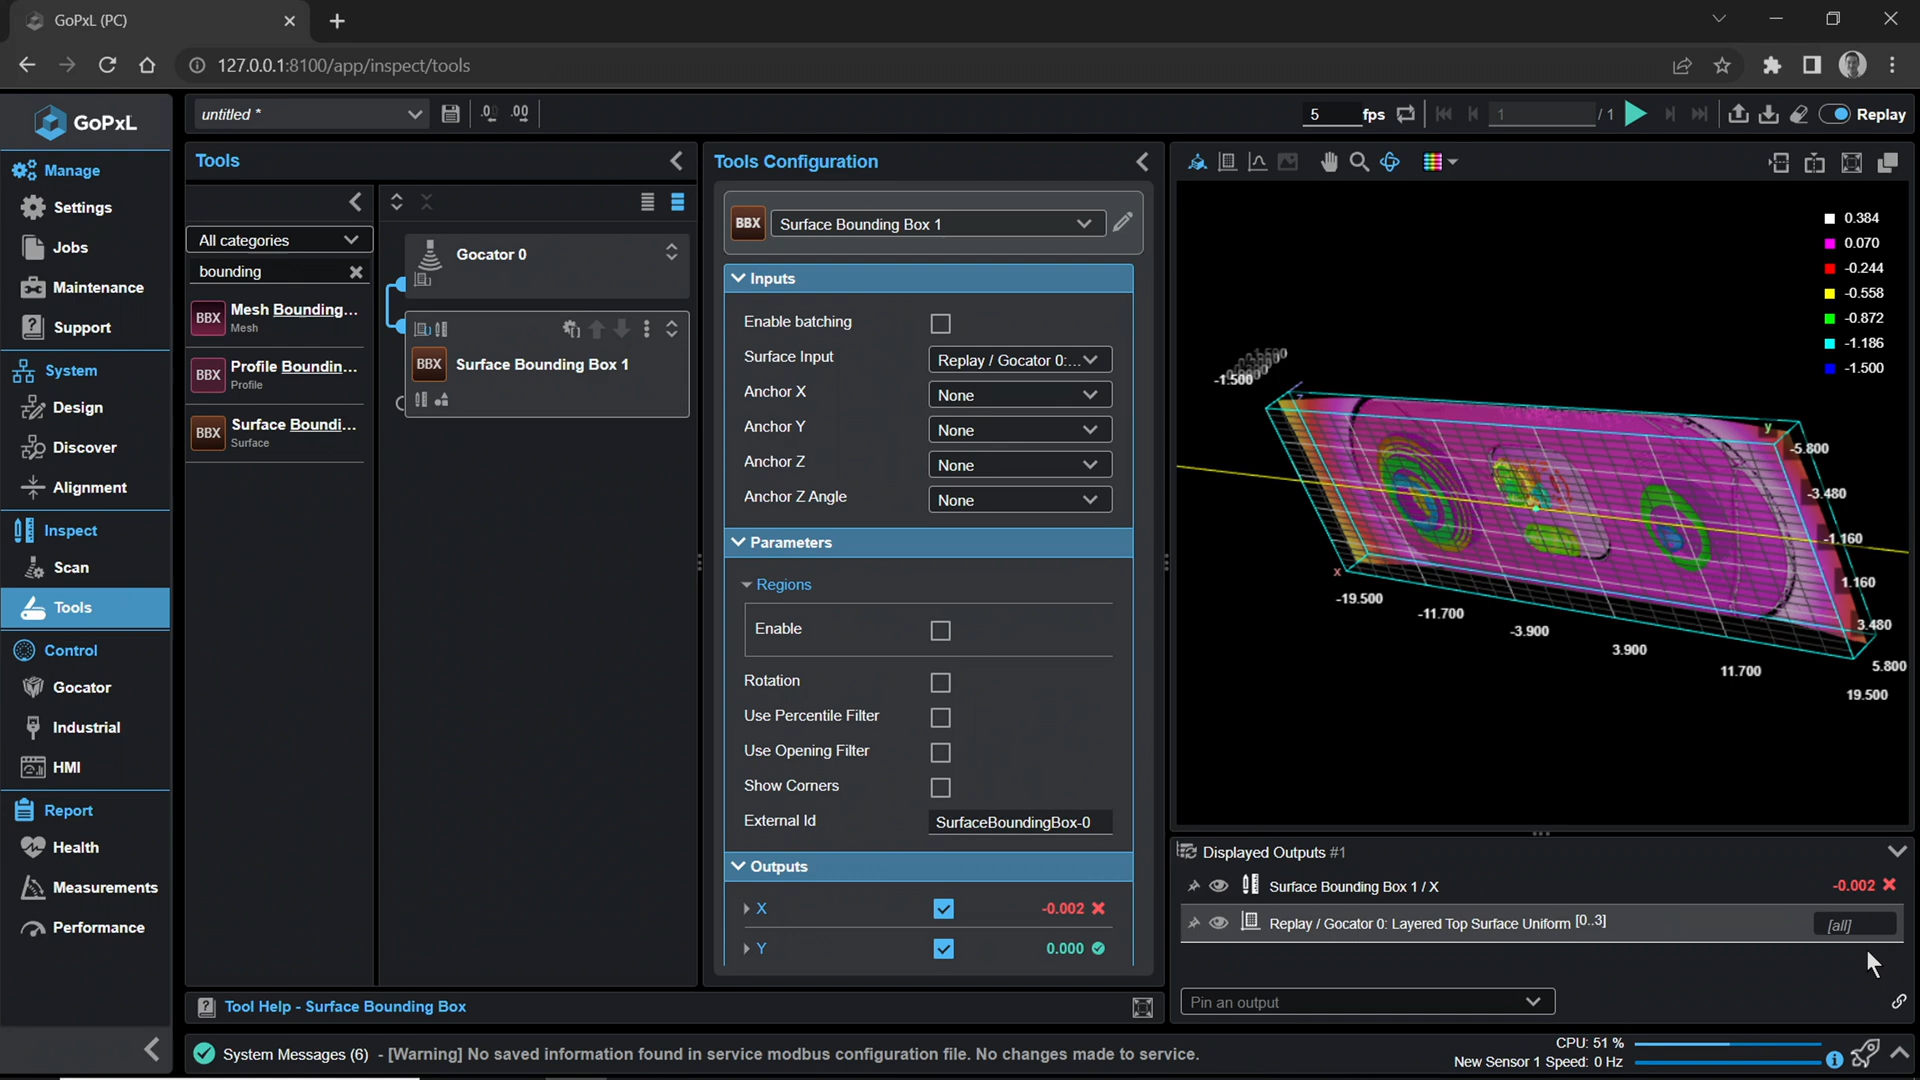 GoPxL (PC)
127.0.0.1:8100/app/inspect/tools
GoPxL
untitled *
5 fps
1 / 1
Replay
Manage
Settings
Jobs
Maintenance
Support
System
Design
Discover
Alignment
Inspect
Scan
Tools
Control
Gocator
Industrial
HMI
Report
Health
Measurements
Performance
Tools
All categories
bounding
BBX
Mesh Bounding...
Mesh
BBX
Profile Boundin...
Profile
BBX
Surface Boundi...
Surface
Gocator 0
BBX
Surface Bounding Box 1
Tools Configuration
BBX
Surface Bounding Box 1
Inputs
Enable batching
Surface Input
Replay / Gocator 0:...
Anchor X
None
Anchor Y
None
Anchor Z
None
Anchor Z Angle
None
Parameters
Regions
Enable
Rotation
Use Percentile Filter
Use Opening Filter
Show Corners
External Id
SurfaceBoundingBox-0
Outputs
X
-0.002
Y
0.000
0.384
0.070
-0.244
-0.558
-0.872
-1.186
-1.500
-1.500
z
y
x
-5.800
-3.480
-1.160
1.160
3.480
5.800
-19.500
-11.700
-3.900
3.900
11.700
19.500
Displayed Outputs #1
Surface Bounding Box 1 / X
-0.002
Replay / Gocator 0: Layered Top Surface Uniform [0..3]
[all]
Pin an output
Tool Help - Surface Bounding Box
System Messages (6) - [Warning] No saved information found in service modbus configuration file. No changes made to service.
CPU: 51 %
New Sensor 1 Speed: 0 Hz